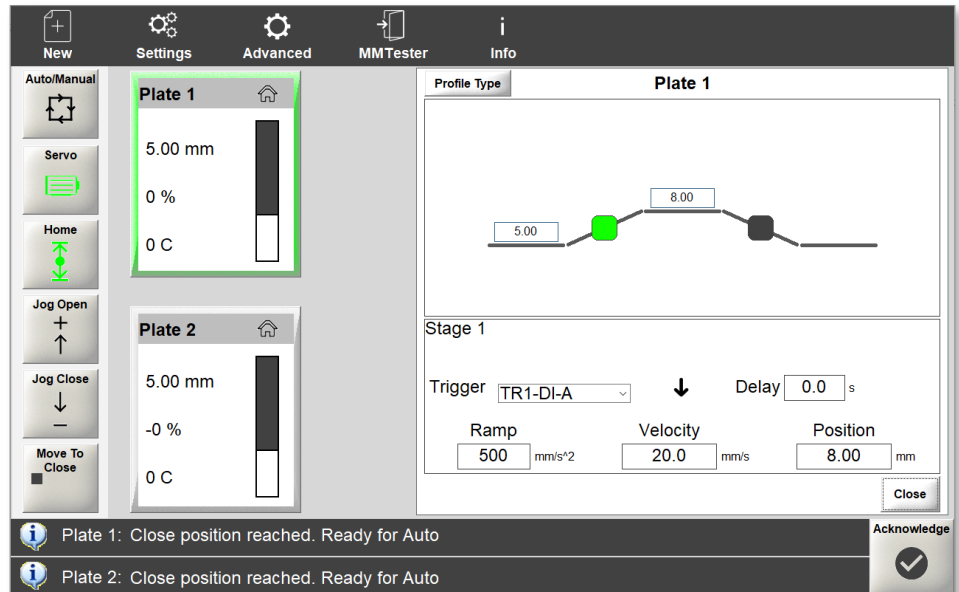 New Settings Advanced MMTester Info
Auto/Manual
Servo
Home
Jog Open
Jog Close
Move To
Close
Plate 1
5.00 mm
0 %
0 C
Plate 2
5.00 mm
-0 %
0 C
Profile Type Plate 1
8.00
5.00
Stage 1
Trigger TR1-DI-A Delay 0.0 s
Ramp Velocity Position
500 mm/s^2 20.0 mm/s 8.00 mm
Close
Plate 1: Close position reached. Ready for Auto
Plate 2: Close position reached. Ready for Auto
Acknowledge